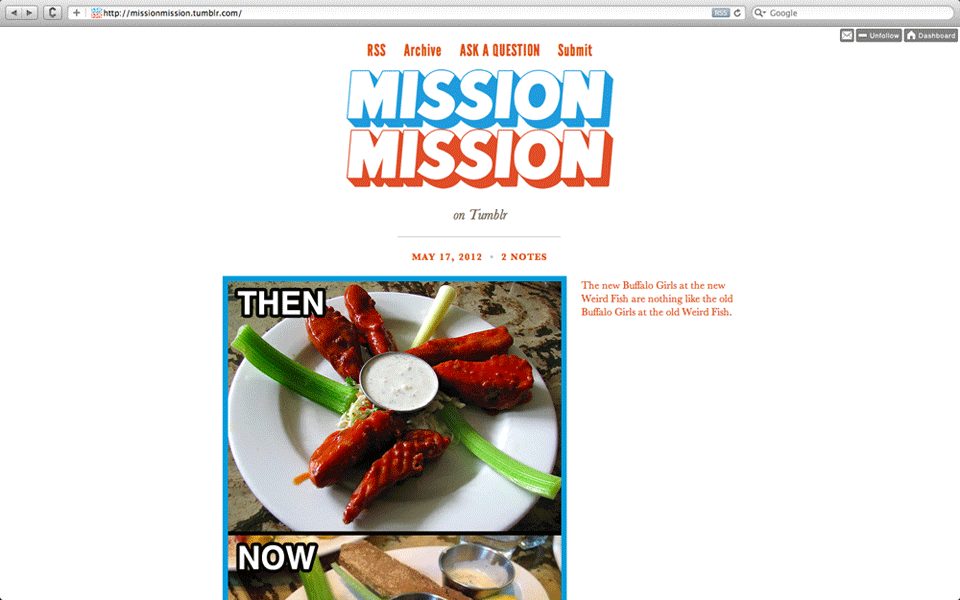 http://missionmission.tumblr.com/
RSS
Google
Unfollow
Dashboard
RSS Archive ASK A QUESTION Submit
MISSION
MISSION
on Tumblr
MAY 17, 2012 • 2 NOTES
THEN
The new Buffalo Girls at the new
Weird Fish are nothing like the old
Buffalo Girls at the old Weird Fish.
NOW